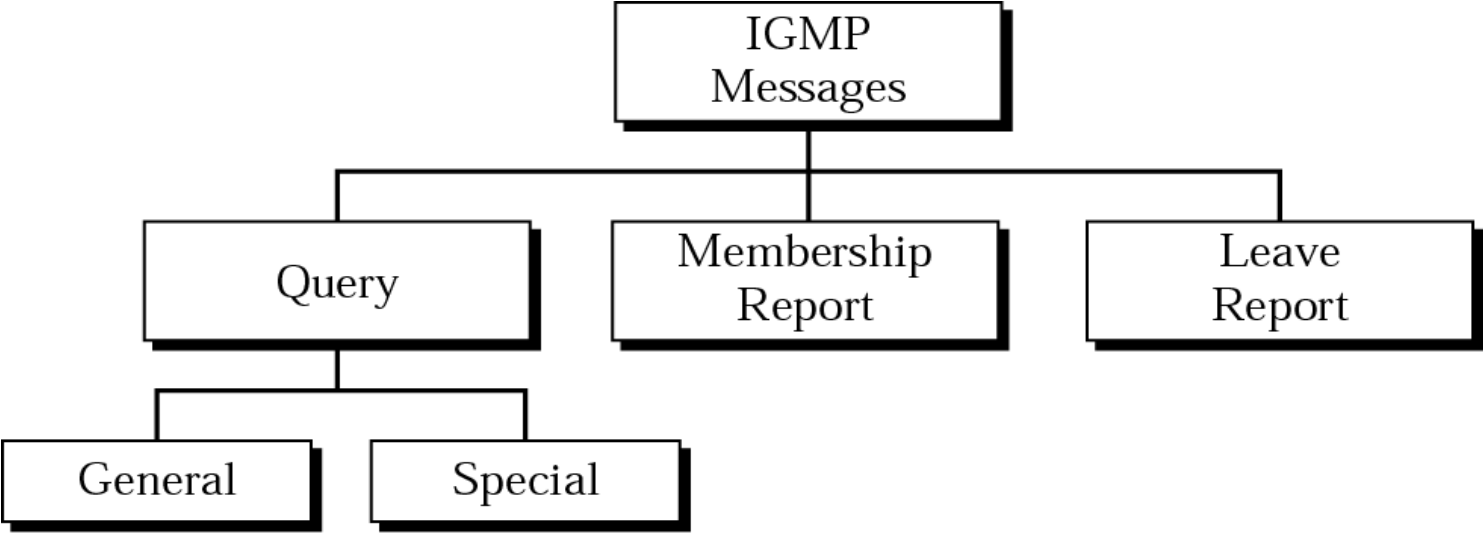 IGMP
Messages
Query
Membership
Report
Leave
Report
General
Special